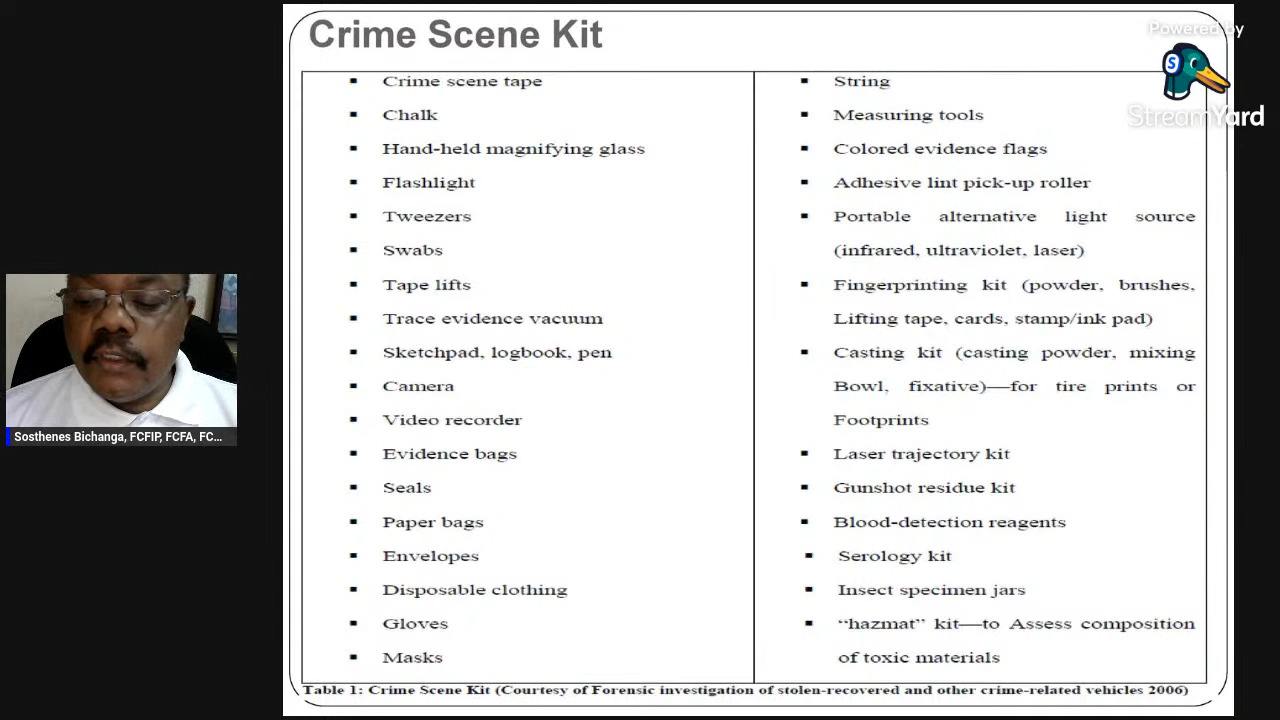 Crime Scene Kit
Powered by
StreamYard
▪ Crime scene tape
▪ Chalk
▪ Hand-held magnifying glass
▪ Flashlight
▪ Tweezers
▪ Swabs
▪ Tape lifts
▪ Trace evidence vacuum
▪ Sketchpad, logbook, pen
▪ Camera
▪ Video recorder
▪ Evidence bags
▪ Seals
▪ Paper bags
▪ Envelopes
▪ Disposable clothing
▪ Gloves
▪ Masks
▪ String
▪ Measuring tools
▪ Colored evidence flags
▪ Adhesive lint pick-up roller
▪ Portable alternative light source
(infrared, ultraviolet, laser)
▪ Fingerprinting kit (powder, brushes,
Lifting tape, cards, stamp/ink pad)
▪ Casting kit (casting powder, mixing
Bowl, fixative)—for tire prints or
Footprints
▪ Laser trajectory kit
▪ Gunshot residue kit
▪ Blood-detection reagents
▪ Serology kit
▪ Insect specimen jars
▪ “hazmat” kit—to Assess composition
of toxic materials
Table 1: Crime Scene Kit (Courtesy of Forensic investigation of stolen-recovered and other crime-related vehicles 2006)
Sosthenes Bichanga, FCFIP, FCFA, FC...